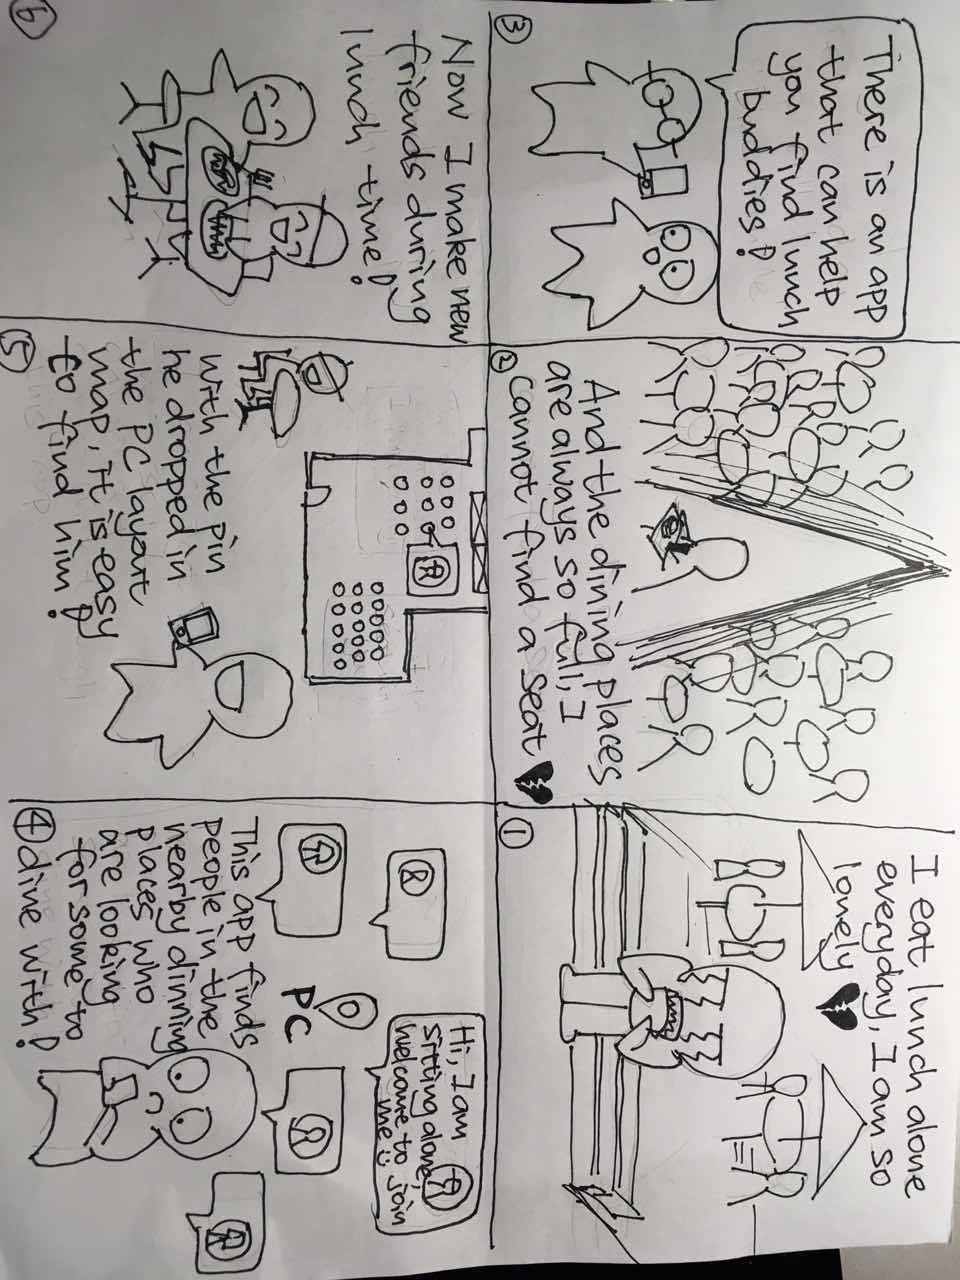 ①
I eat lunch alone
everyday, I am so
lonely
②
And the dining places
are always so full, I
cannot find a seat
③
There is an app
that can help
you find lunch
buddies!
④
Hi, I am
sitting alone,
welcome to join
me
PC
This app finds
people in the
nearby dinning
places who
are looking
for some to
dine with!
⑤
with the pin
he dropped in
the PC layout
map, it is easy
to find him!
⑥
Now I make new
friends during
lunch time!